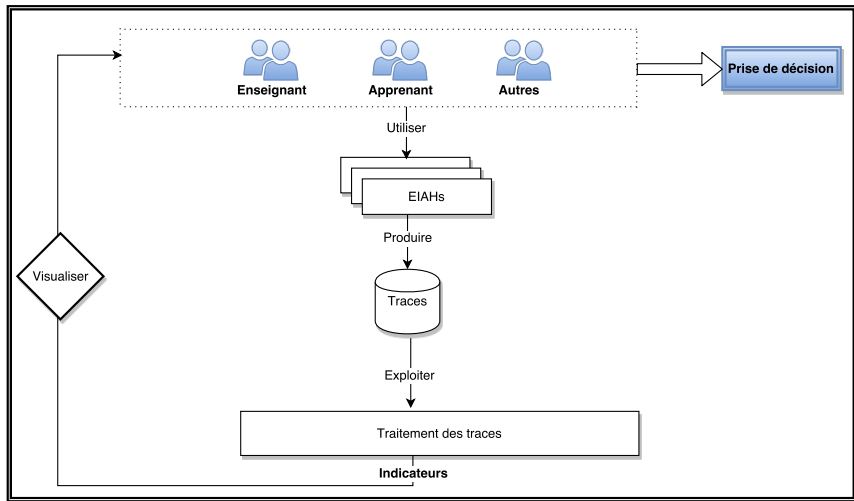 Enseignant
Apprenant
Autres
Prise de décision
Utiliser
EIAHs
Produire
Visualiser
Traces
Exploiter
Traitement des traces
Indicateurs